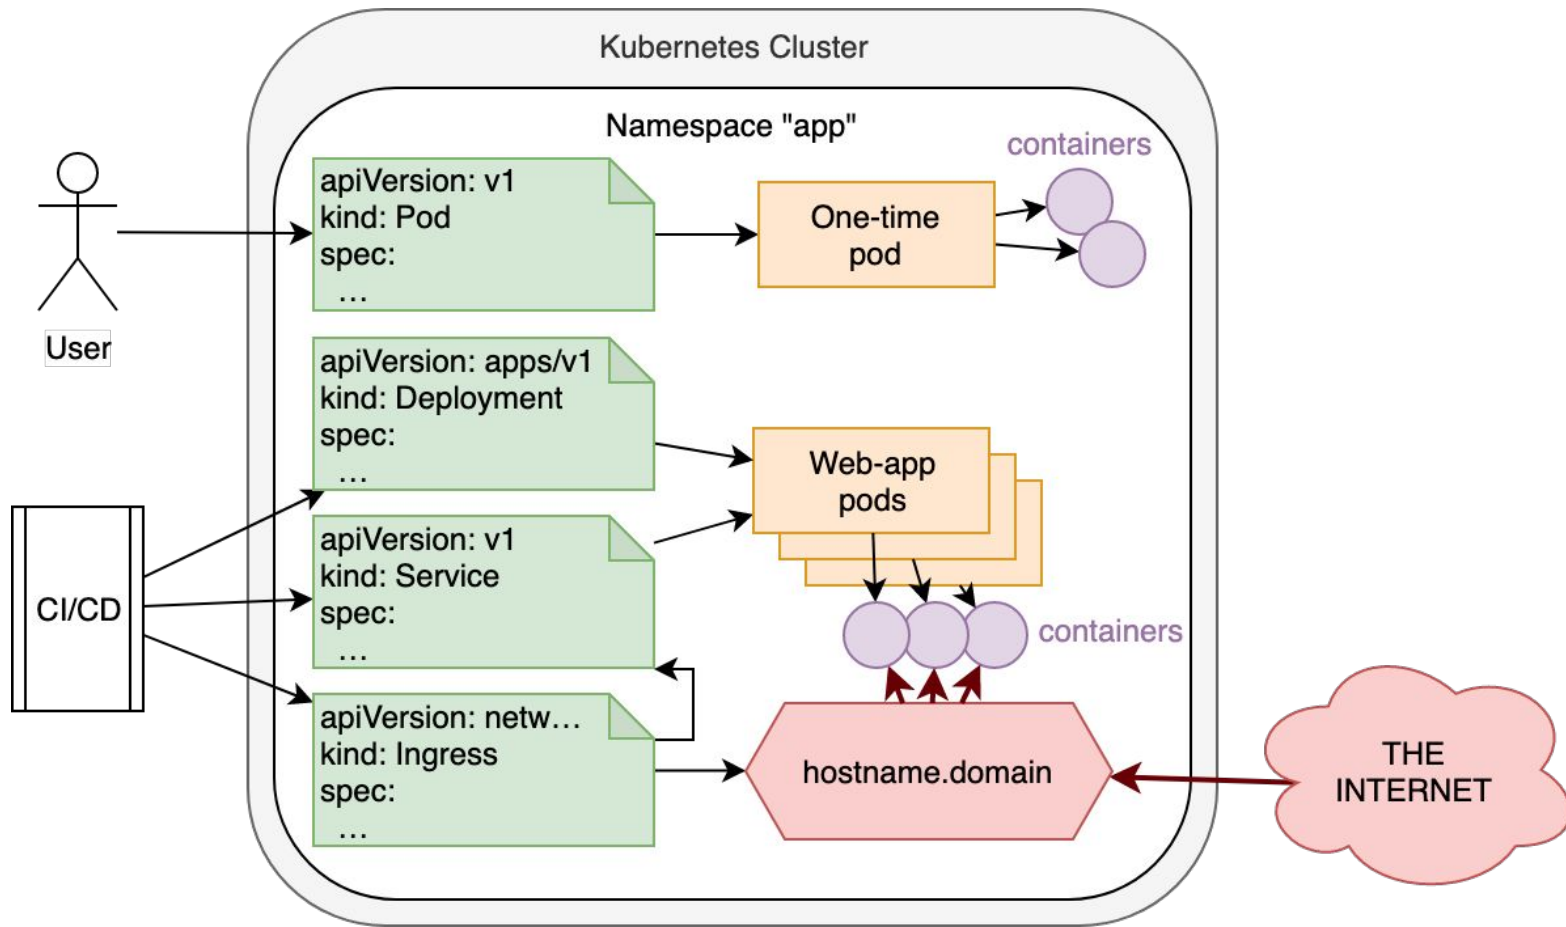 Kubernetes Cluster
Namespace "app"
containers
apiVersion: v1
kind: Pod
spec:
...
One-time
pod
User
apiVersion: apps/v1
kind: Deployment
spec:
...
Web-app
pods
apiVersion: v1
kind: Service
spec:
...
CI/CD
containers
apiVersion: netw...
kind: Ingress
spec:
...
hostname.domain
THE
INTERNET